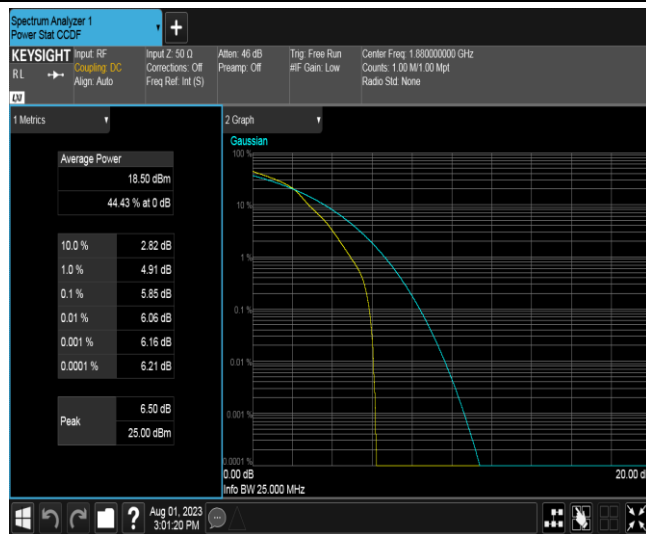 Spectrum Analyzer 1
Power Stat CCDF
+
KEYSIGHT
RL
LXI
Input: RF
Coupling: DC
Align: Auto
Input Z: 50 Ω
Corrections: Off
Freq Ref: Int (S)
Atten: 46 dB
Preamp: Off
Trig: Free Run
#IF Gain: Low
Center Freq: 1.880000000 GHz
Counts: 1.00 M/1.00 Mpt
Radio Std: None
1 Metrics
Average Power
18.50 dBm
44.43 % at 0 dB
10.0 % 2.82 dB
1.0 % 4.91 dB
0.1 % 5.85 dB
0.01 % 6.06 dB
0.001 % 6.16 dB
0.0001 % 6.21 dB
Peak
6.50 dB
25.00 dBm
2 Graph
Gaussian
100 %
10 %
1 %
0.1 %
0.01 %
0.001 %
0.0001 %
0.00 dB
20.00 d
Info BW 25.000 MHz
?
Aug 01, 2023
3:01:20 PM